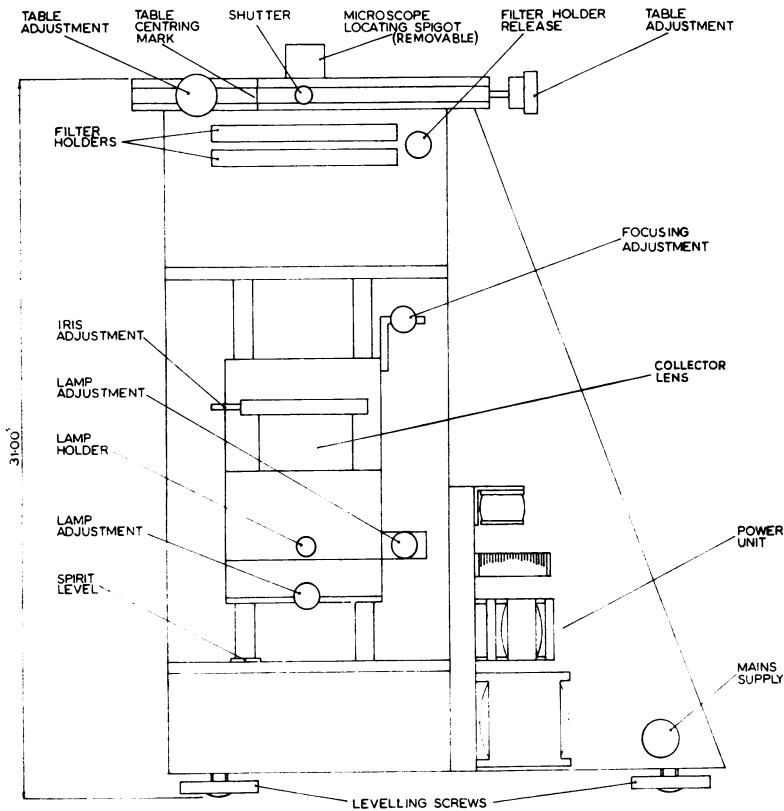 TABLE
ADJUSTMENT
TABLE
CENTRING
MARK
SHUTTER
MICROSCOPE
LOCATING SPIGOT
(REMOVABLE)
FILTER HOLDER
RELEASE
TABLE
ADJUSTMENT
FILTER
HOLDERS
FOCUSING
ADJUSTMENT
IRIS
ADJUSTMENT
LAMP
ADJUSTMENT
COLLECTOR
LENS
31·00"
LAMP
HOLDER
LAMP
ADJUSTMENT
POWER
UNIT
SPIRIT
LEVEL
MAINS
SUPPLY
LEVELLING SCREWS